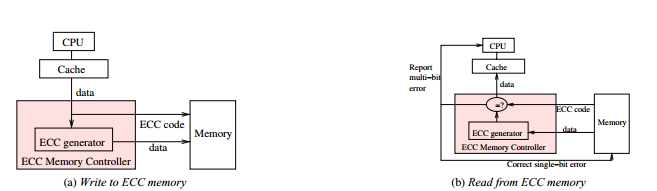 CPU
Cache
data
ECC code
ECC generator
data
ECC Memory Controller
Memory
(a) Write to ECC memory
CPU
Report
multi-bit
error
Cache
data
=?
ECC code
Memory
ECC generator
data
ECC Memory Controller
Correct single-bit error
(b) Read from ECC memory